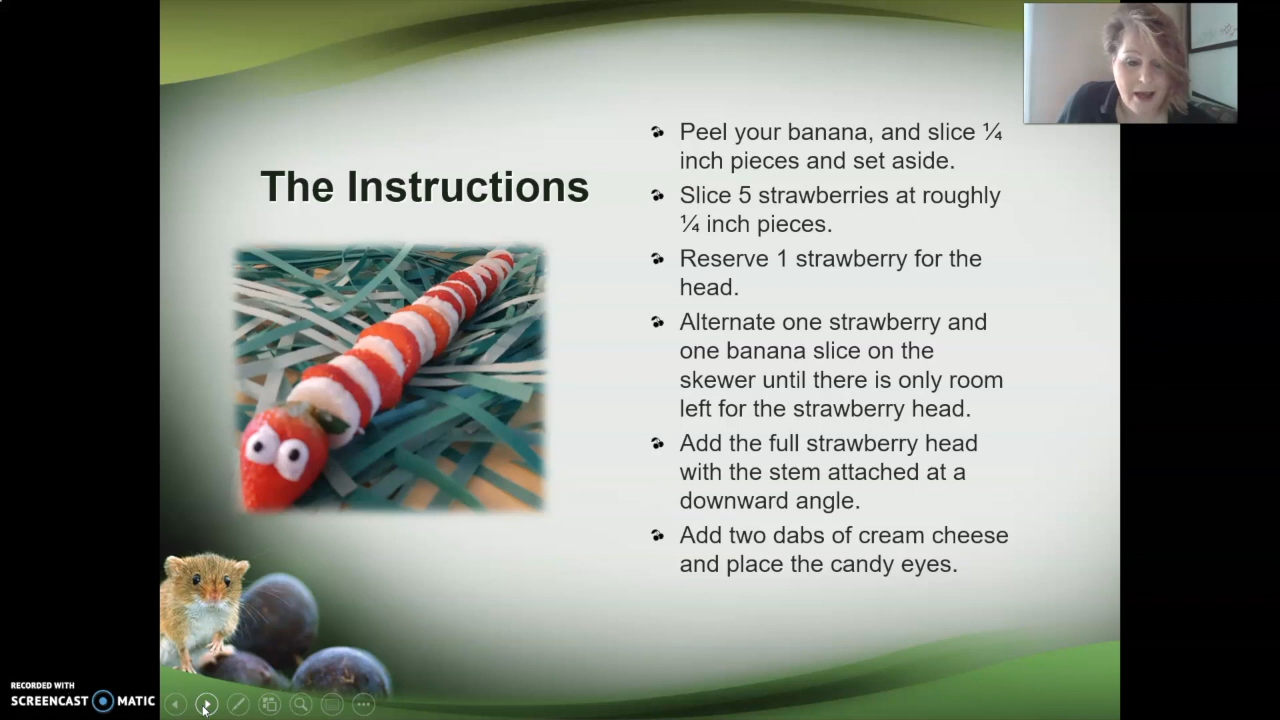 The Instructions
Peel your banana, and slice ¼
inch pieces and set aside.
Slice 5 strawberries at roughly
¼ inch pieces.
Reserve 1 strawberry for the
head.
Alternate one strawberry and
one banana slice on the
skewer until there is only room
left for the strawberry head.
Add the full strawberry head
with the stem attached at a
downward angle.
Add two dabs of cream cheese
and place the candy eyes.
RECORDED WITH
SCREENCAST MATIC